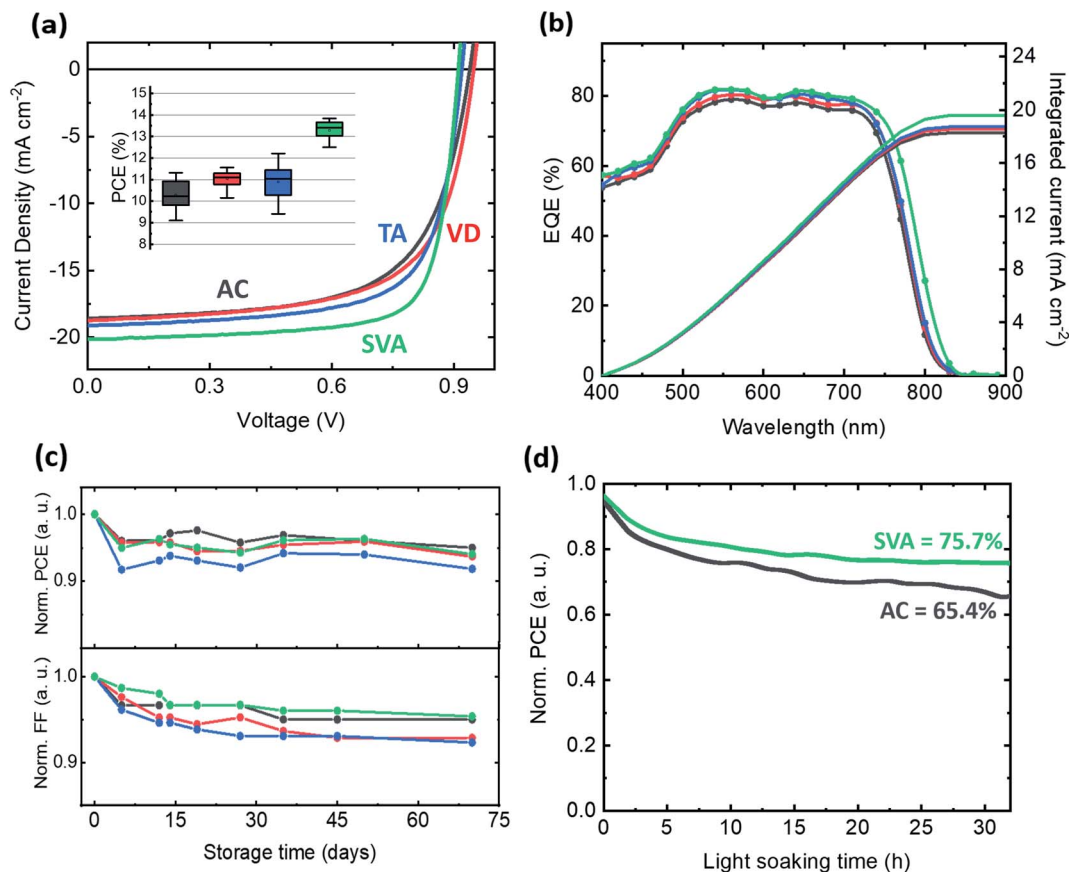 (a)
Current Density (mA cm-2)
0
-5
-10
-15
-20
0.0 0.3 0.6 0.9
Voltage (V)
PCE (%)
15
14
13
12
11
10
9
8
AC
TA
VD
SVA
(b)
EQE (%)
80
60
40
20
0
Integrated current (mA cm-2)
24
20
16
12
8
4
0
400 500 600 700 800 900
Wavelength (nm)
(c)
Norm. PCE (a. u.)
1.0
0.9
Norm. FF (a. u.)
1.0
0.9
0 15 30 45 60 75
Storage time (days)
(d)
Norm. PCE (a. u.)
1.0
0.8
0.6
0.4
0.2
0.0
SVA = 75.7%
AC = 65.4%
0 5 10 15 20 25 30
Light soaking time (h)